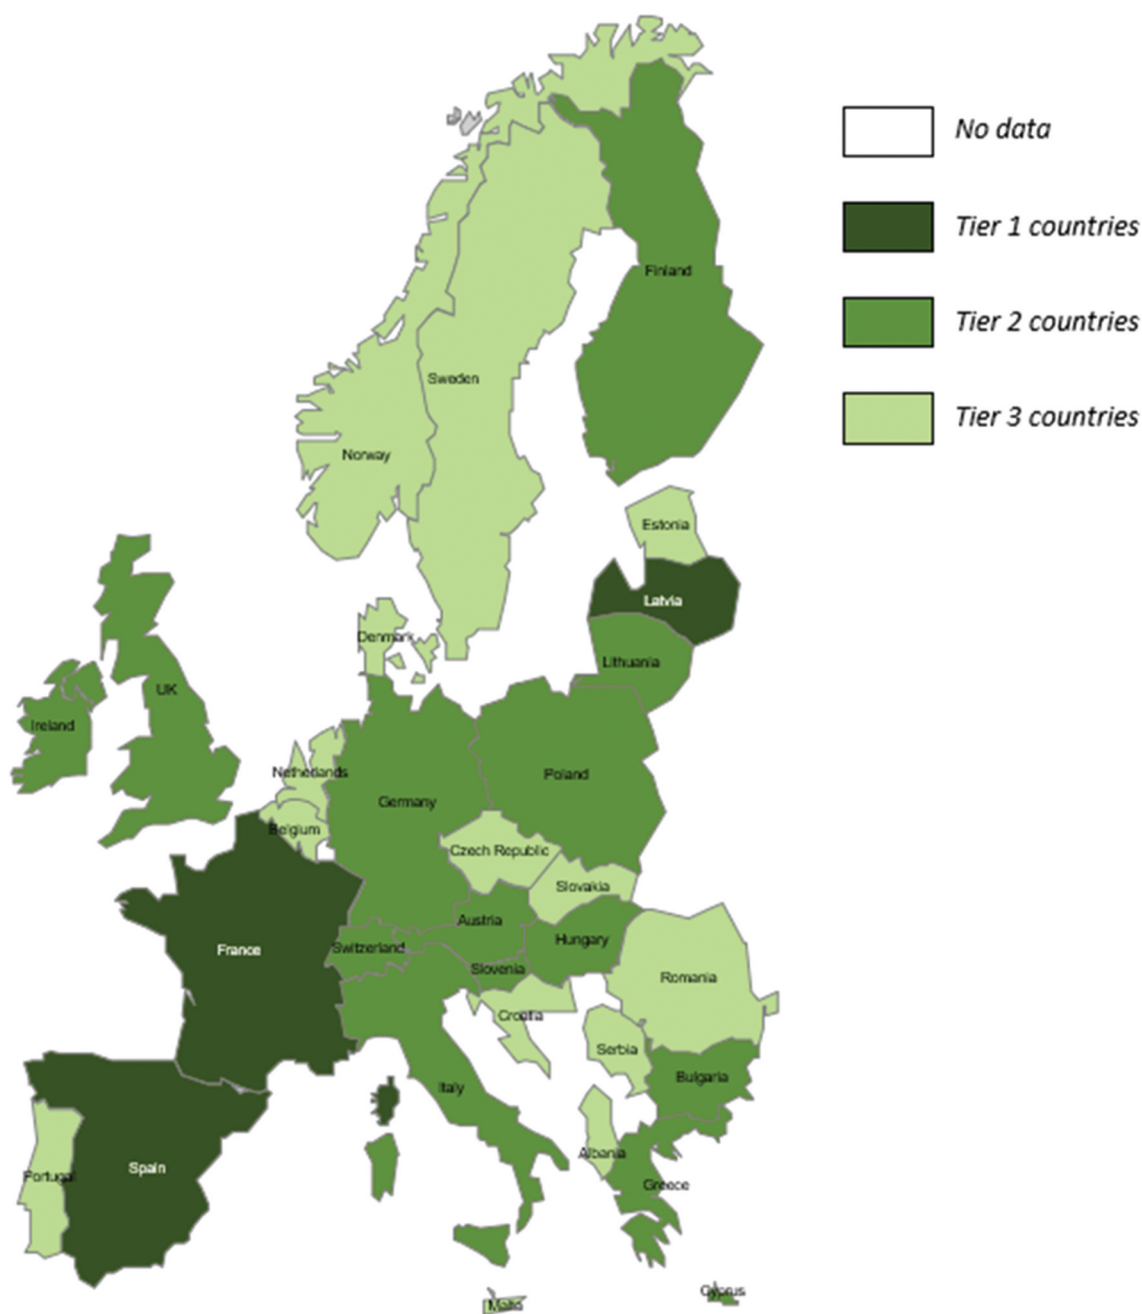 No data
Tier 1 countries
Tier 2 countries
Tier 3 countries
Finland
Sweden
Norway
Estonia
Latvia
Denmark
Lithuania
UK
Ireland
Netherlands
Poland
Germany
Belgium
Czech Republic
Slovakia
Austria
Hungary
France
Switzerland
Slovenia
Romania
Croatia
Serbia
Bulgaria
Italy
Albania
Spain
Portugal
Greece
Cyprus
Malta